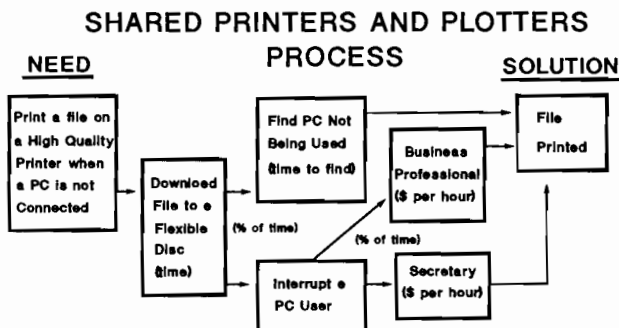 SHARED PRINTERS AND PLOTTERS
PROCESS
NEED
SOLUTION
Print a file on
a High Quality
Printer when
a PC is not
Connected
Download
File to a
Flexible
Disc
(time)
Find PC Not
Being Used
(time to find)
(% of time)
Interrupt a
PC User
Business
Professional
($ per hour)
(% of time)
Secretary
($ per hour)
File
Printed